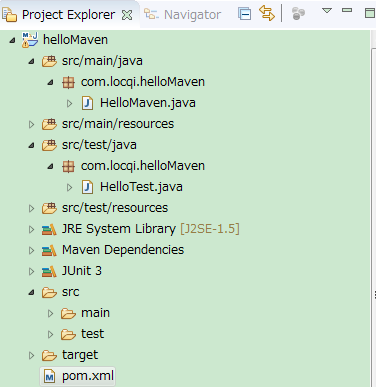 Project Explorer Navigator
helloMaven
src/main/java
com.locqi.helloMaven
HelloMaven.java
src/main/resources
src/test/java
com.locqi.helloMaven
HelloTest.java
src/test/resources
JRE System Library [J2SE-1.5]
Maven Dependencies
JUnit 3
src
main
test
target
pom.xml